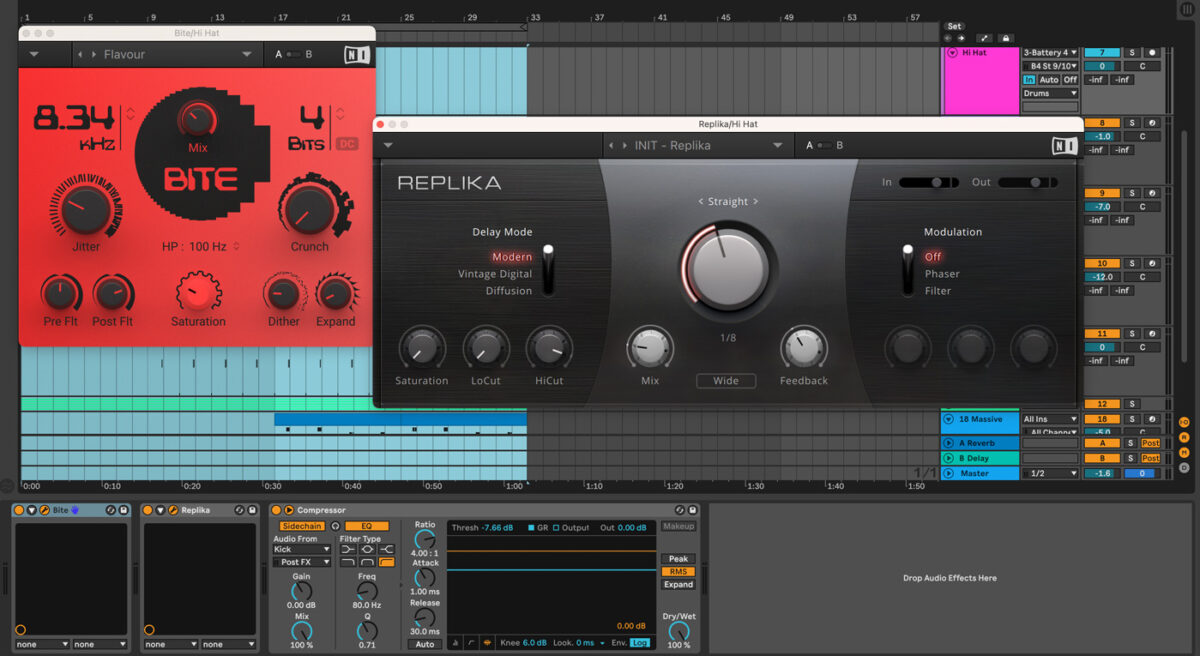 1 5 9 13 17 21 25 29 33 37 41 45 49 53 57
Set
Bite/Hi Hat
Flavour
A B
NI
8.34 kHz
4 Bits
DC
Mix
BITE
Jitter
HP : 100 Hz
Crunch
Pre Flt Post Flt Saturation Dither Expand
Replika/Hi Hat
INIT - Replika
A B
NI
REPLIKA
In Out
< Straight >
Delay Mode
Modern
Vintage Digital
Diffusion
Modulation
Off
Phaser
Filter
1/8
Saturation LoCut HiCut Mix Wide Feedback
Hi Hat
3-Battery 4 7 S
B4 St 9/10 0 C
In Auto Off -inf -inf
Drums
8 S
-1.0 C
-inf -inf
9 S
-7.0 C
-inf -inf
10 S
-12.0 C
-inf -inf
11 S
0 C
-inf -inf
12 S
18 Massive All Ins 18 S
All Chann -5.0 C
A Reverb A S Post
B Delay B S Post
1/1
Master 1/2 -1.6 0
I-O
R
M
D
0:00 0:10 0:20 0:30 0:40 0:50 1:00 1:10 1:20 1:30 1:40 1:50
Bite
none none
Replika
none none
Compressor
Sidechain EQ
Audio From Filter Type
Kick
Post FX
Gain Freq
0.00 dB 80.0 Hz
Mix Q
100 % 0.71
Ratio
4.00 : 1
Attack
1.00 ms
Release
30.0 ms
Auto
Thresh -7.66 dB GR Output Out 0.00 dB
0.00 dB
Knee 6.0 dB Look. 0 ms Env. Log
Makeup
Peak
RMS
Expand
Dry/Wet
100 %
Drop Audio Effects Here